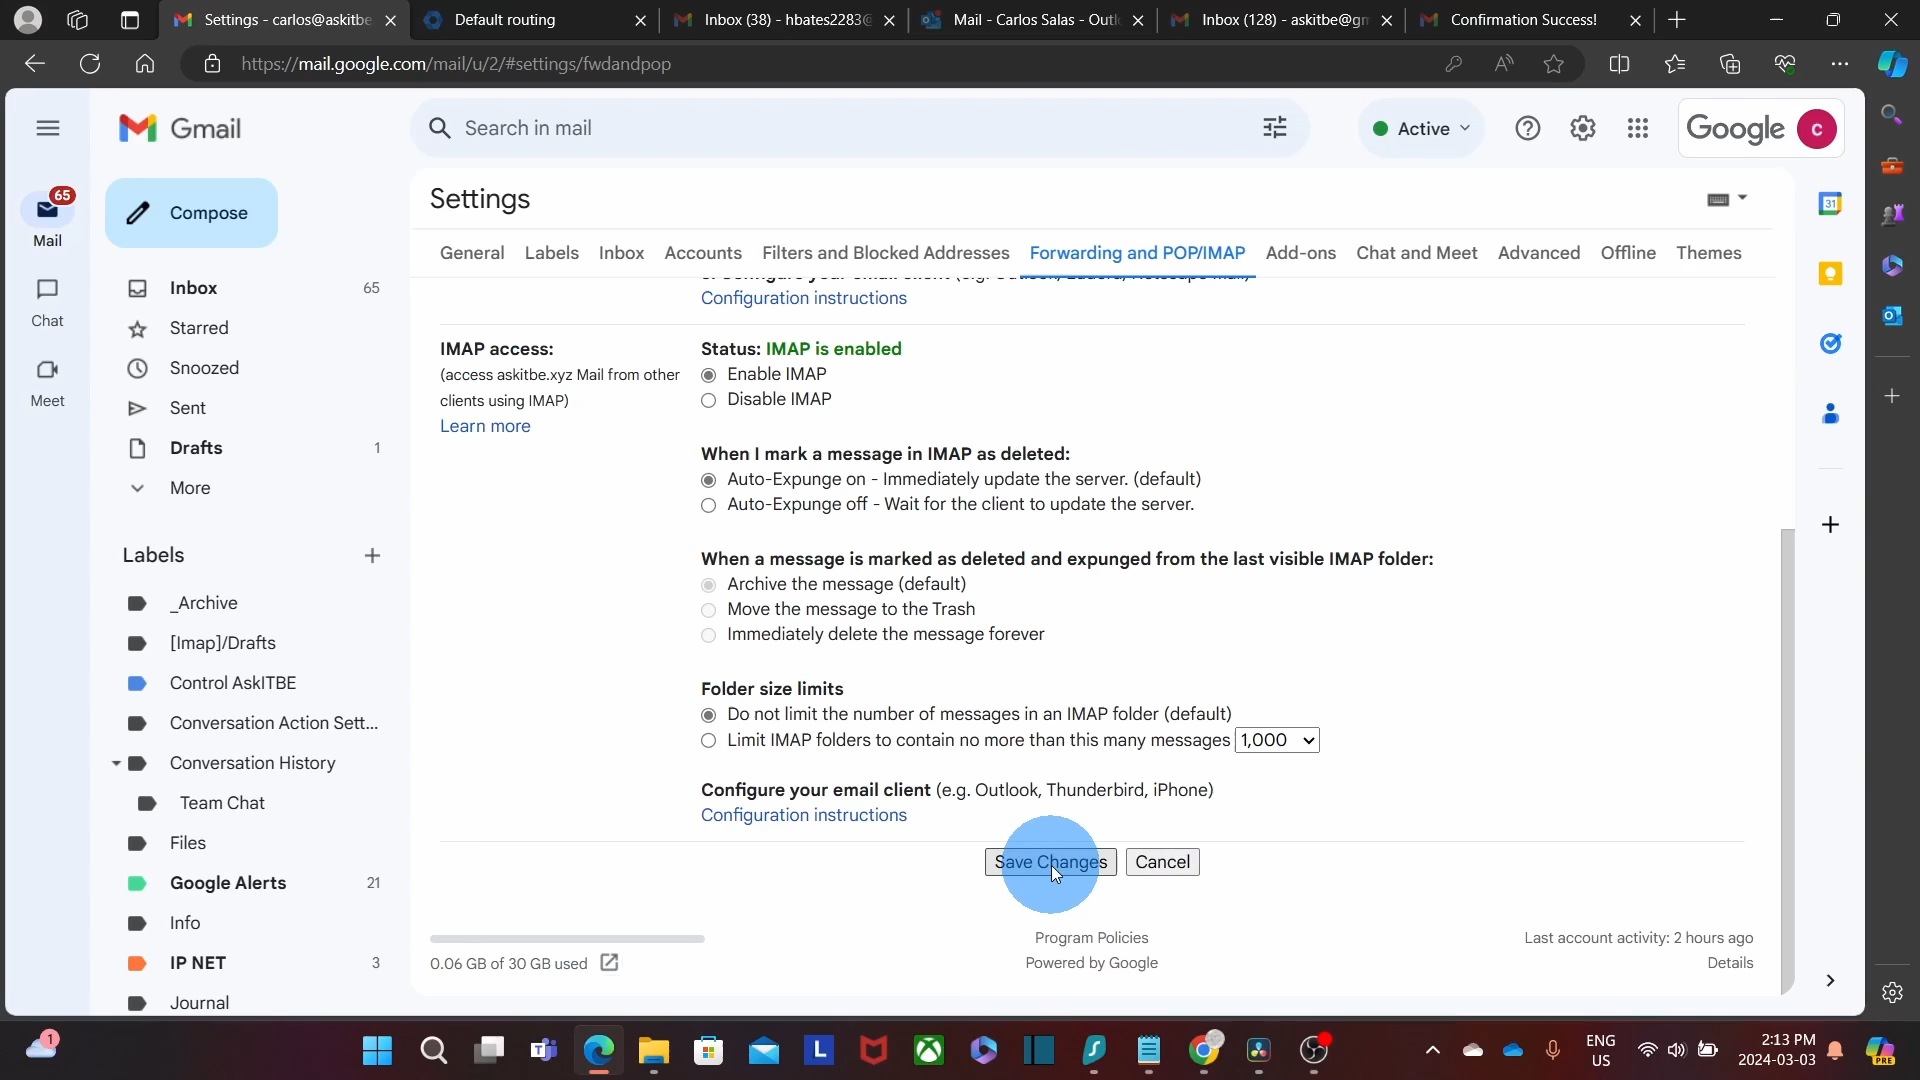 Settings - carlos@askitbe
Default routing
Inbox (38) - hbates2283@
Mail - Carlos Salas - Outl
Inbox (128) - askitbe@gm
Confirmation Success!
https://mail.google.com/mail/u/2/#settings/fwdandpop
Gmail
Search in mail
Active
Google
C
65
Mail
Chat
Meet
Compose
Inbox 65
Starred
Snoozed
Sent
Drafts 1
More
Labels
_Archive
[Imap]/Drafts
Control AskITBE
Conversation Action Sett...
Conversation History
Team Chat
Files
Google Alerts 21
Info
IP NET 3
Journal
Settings
General Labels Inbox Accounts Filters and Blocked Addresses Forwarding and POP/IMAP Add-ons Chat and Meet Advanced Offline Themes
Configuration instructions
IMAP access:
(access askitbe.xyz Mail from other
clients using IMAP)
Learn more
Status: IMAP is enabled
Enable IMAP
Disable IMAP
When I mark a message in IMAP as deleted:
Auto-Expunge on - Immediately update the server. (default)
Auto-Expunge off - Wait for the client to update the server.
When a message is marked as deleted and expunged from the last visible IMAP folder:
Archive the message (default)
Move the message to the Trash
Immediately delete the message forever
Folder size limits
Do not limit the number of messages in an IMAP folder (default)
Limit IMAP folders to contain no more than this many messages 1,000
Configure your email client (e.g. Outlook, Thunderbird, iPhone)
Configuration instructions
Save Changes Cancel
0.06 GB of 30 GB used
Program Policies
Powered by Google
Last account activity: 2 hours ago
Details
31
1
L
ENG
US
2:13 PM
2024-03-03
PRE